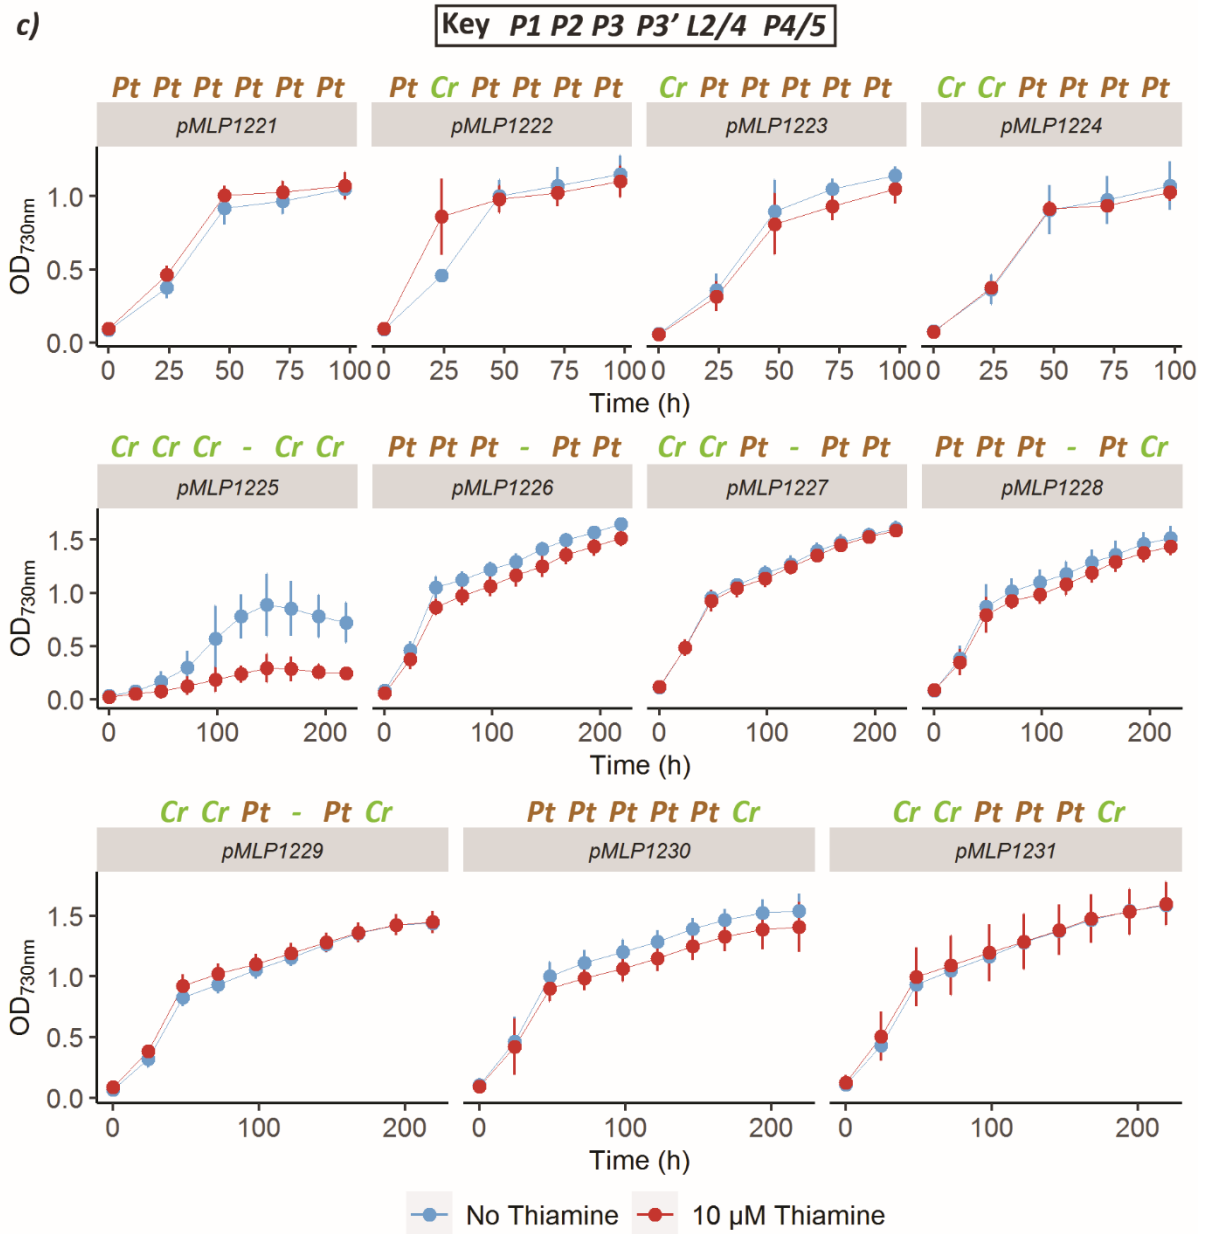 c)
Key P1 P2 P3 P3’ L2/4 P4/5
Pt Pt Pt Pt Pt Pt
Pt Cr Pt Pt Pt Pt
Cr Pt Pt Pt Pt Pt
Cr Cr Pt Pt Pt Pt
pMLP1221
pMLP1222
pMLP1223
pMLP1224
OD730nm
1.0
0.5
0.0
0 25 50 75 100
0 25 50 75 100
0 25 50 75 100
0 25 50 75 100
Time (h)
Time (h)
Cr Cr Cr - Cr Cr
Pt Pt Pt - Pt Pt
Cr Cr Pt - Pt Pt
Pt Pt Pt - Pt Cr
pMLP1225
pMLP1226
pMLP1227
pMLP1228
OD730nm
1.5
1.0
0.5
0.0
0 100 200
0 100 200
0 100 200
0 100 200
Time (h)
Cr Cr Pt - Pt Cr
Pt Pt Pt Pt Pt Cr
Cr Cr Pt Pt Pt Cr
pMLP1229
pMLP1230
pMLP1231
OD730nm
1.5
1.0
0.5
0.0
0 100 200
0 100 200
0 100 200
Time (h)
No Thiamine
10 µM Thiamine